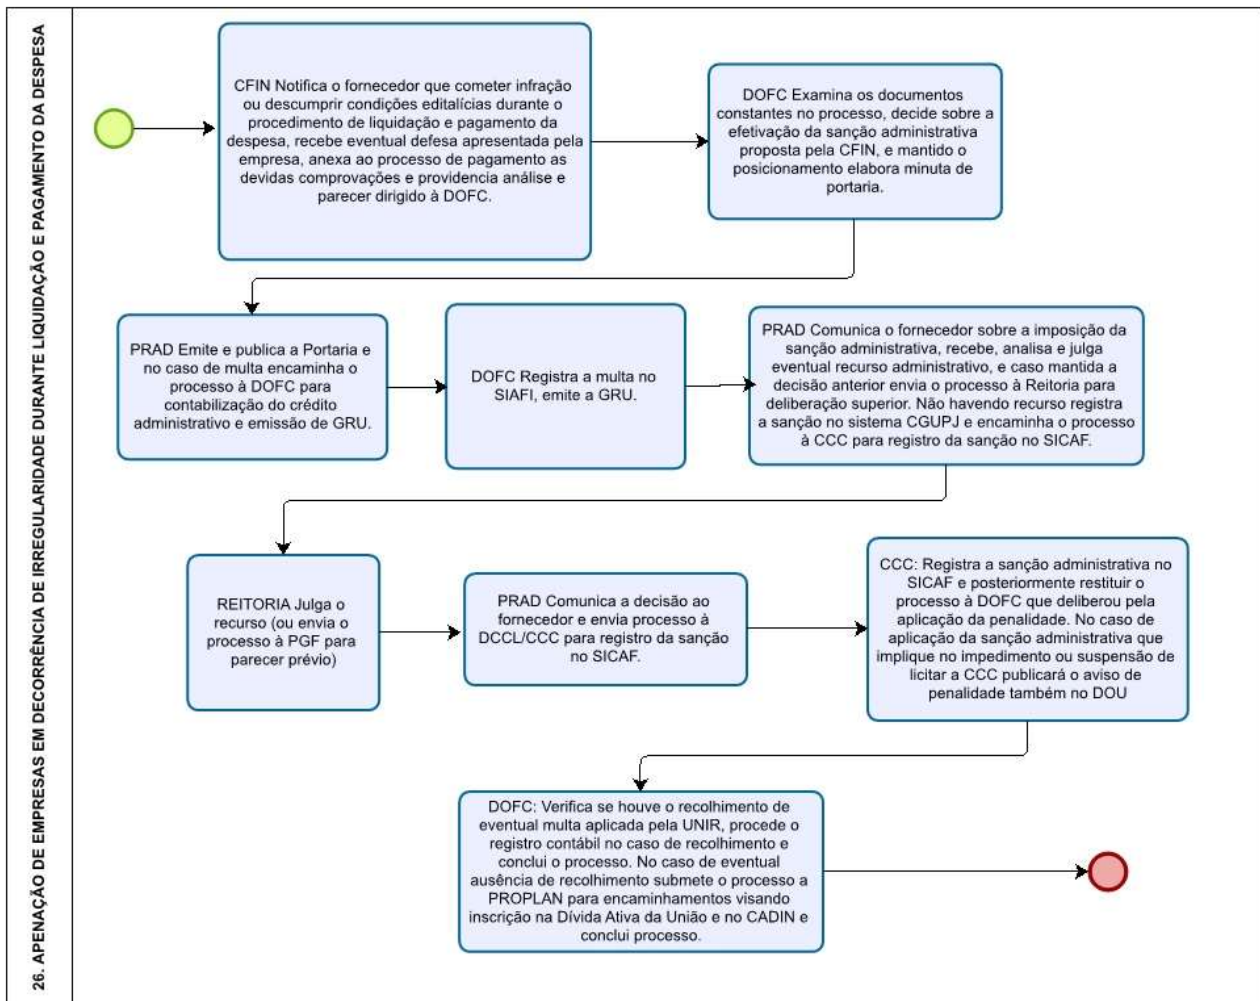 26. APENAÇÃO DE EMPRESAS EM DECORRÊNCIA DE IRREGULARIDADE DURANTE LIQUIDAÇÃO E PAGAMENTO DA DESPESA
CFIN Notifica o fornecedor que cometer infração
ou descumprir condições editalícias durante o
procedimento de liquidação e pagamento da
despesa, recebe eventual defesa apresentada pela
empresa, anexa ao processo de pagamento as
devidas comprovações e providencia análise e
parecer dirigido à DOFC.
DOFC Examina os documentos
constantes no processo, decide sobre a
efetivação da sanção administrativa
proposta pela CFIN, e mantido o
posicionamento elabora minuta de
portaria.
PRAD Emite e publica a Portaria e
no caso de multa encaminha o
processo à DOFC para
contabilização do crédito
administrativo e emissão de GRU.
DOFC Registra a multa no
SIAFI, emite a GRU.
PRAD Comunica o fornecedor sobre a imposição da
sanção administrativa, recebe, analisa e julga
eventual recurso administrativo, e caso mantida a
decisão anterior envia o processo à Reitoria para
deliberação superior. Não havendo recurso registra
a sanção no sistema CGUPJ e encaminha o processo
à CCC para registro da sanção no SICAF.
REITORIA Julga o
recurso (ou envia o
processo à PGF para
parecer prévio)
PRAD Comunica a decisão ao
fornecedor e envia processo à
DCCL/CCC para registro da sanção
no SICAF.
CCC: Registra a sanção administrativa no
SICAF e posteriormente restituir o
processo à DOFC que deliberou pela
aplicação da penalidade. No caso de
aplicação da sanção administrativa que
implique no impedimento ou suspensão de
licitar a CCC publicará o aviso de
penalidade também no DOU
DOFC: Verifica se houve o recolhimento de
eventual multa aplicada pela UNIR, procede o
registro contábil no caso de recolhimento e
conclui o processo. No caso de eventual
ausência de recolhimento submete o processo a
PROPLAN para encaminhamentos visando
inscrição na Dívida Ativa da União e no CADIN e
conclui processo.